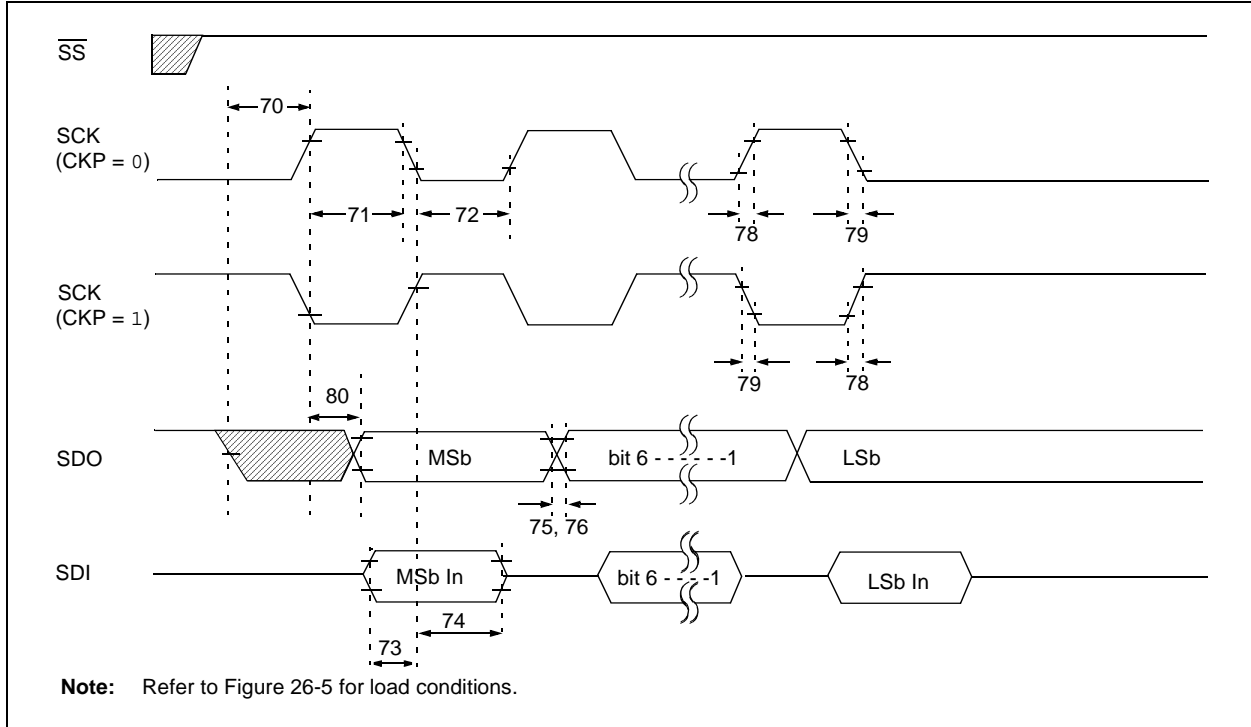 SS
70
SCK
(CKP = 0)
71
72
78
79
SCK
(CKP = 1)
79
78
80
SDO
MSb
bit 6 - - - - - -1
LSb
75, 76
SDI
MSb In
bit 6 - - - - -1
LSb In
74
73
Note: Refer to Figure 26-5 for load conditions.